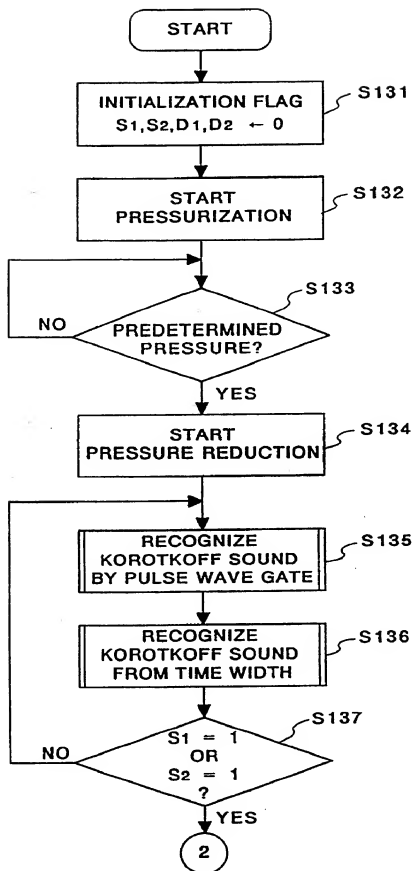 START
INITIALIZATION FLAG
S1,S2,D1,D2 ← 0
S131
START
PRESSURIZATION
S132
S133
NO
PREDETERMINED
PRESSURE?
YES
START
PRESSURE REDUCTION
S134
RECOGNIZE
KOROTKOFF SOUND
BY PULSE WAVE GATE
S135
RECOGNIZE
KOROTKOFF SOUND
FROM TIME WIDTH
S136
S137
NO
S1 = 1
OR
S2 = 1
?
YES
2